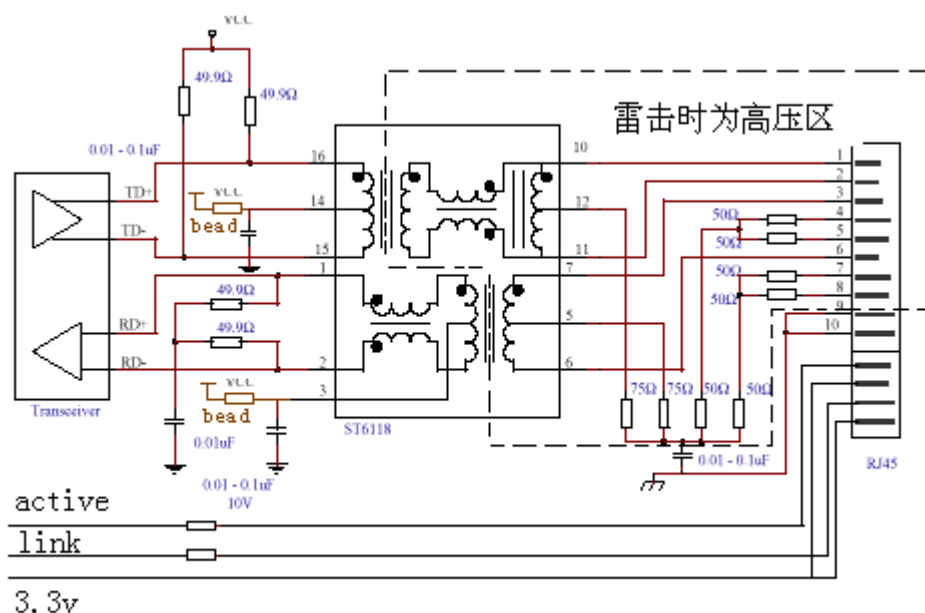 VCC
49.9Ω
49.9Ω
雷击时为高压区
0.01 - 0.1uF
16
10
1
TD+
VCC
2
3
14
12
50Ω
4
bead
TD-
50Ω
5
15
11
6
1
7
50Ω
7
49.9Ω
50Ω
8
RD+
5
9
49.9Ω
10
RD-
2
6
VCC
3
75Ω
75Ω
50Ω
50Ω
bead
Transceiver
ST6118
0.01uF
0.01 - 0.1uF
RJ45
0.01 - 0.1uF
10V
active
link
3.3v